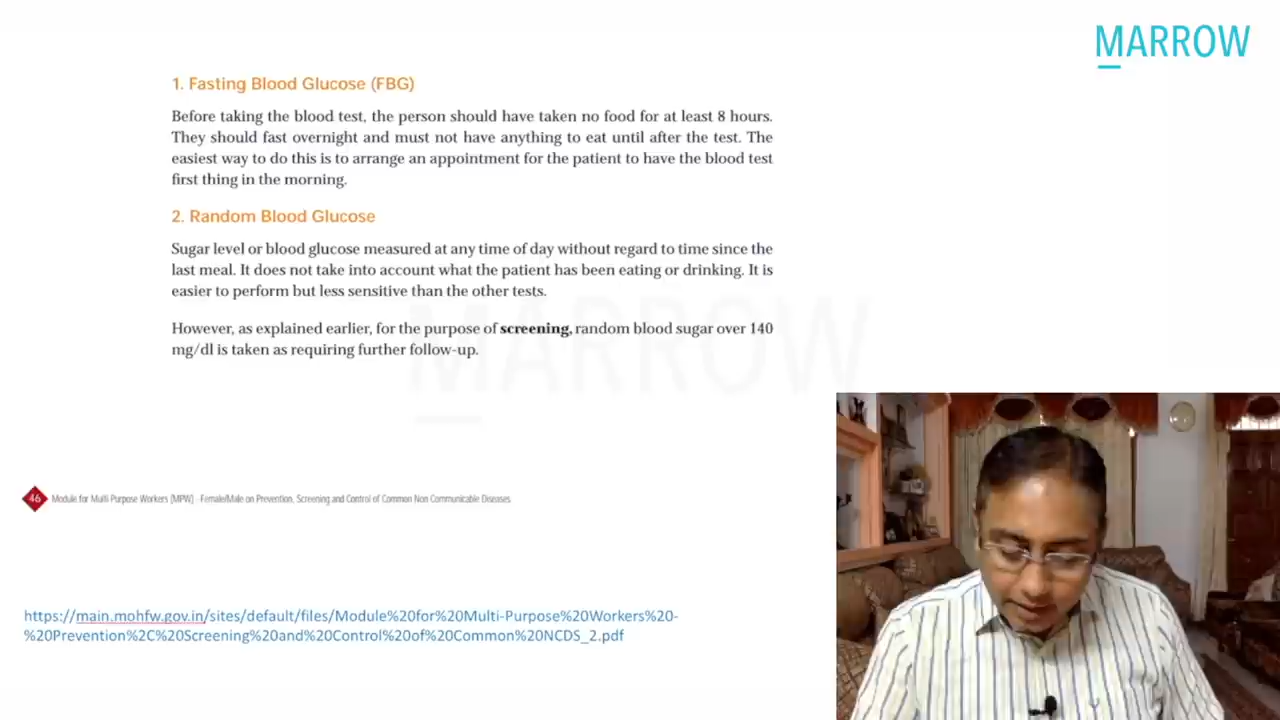 MARROW
1. Fasting Blood Glucose (FBG)
Before taking the blood test, the person should have taken no food for at least 8 hours.
They should fast overnight and must not have anything to eat until after the test. The
easiest way to do this is to arrange an appointment for the patient to have the blood test
first thing in the morning.
2. Random Blood Glucose
Sugar level or blood glucose measured at any time of day without regard to time since the
last meal. It does not take into account what the patient has been eating or drinking. It is
easier to perform but less sensitive than the other tests.
However, as explained earlier, for the purpose of screening, random blood sugar over 140
mg/dl is taken as requiring further follow-up.
MARROW
46 Module for Multi Purpose Workers (MPW) - Female/Male on Prevention, Screening and Control of Common Non Communicable Diseases
https://main.mohfw.gov.in/sites/default/files/Module%20for%20Multi-Purpose%20Workers%20-
%20Prevention%2C%20Screening%20and%20Control%20of%20Common%20NCDS_2.pdf